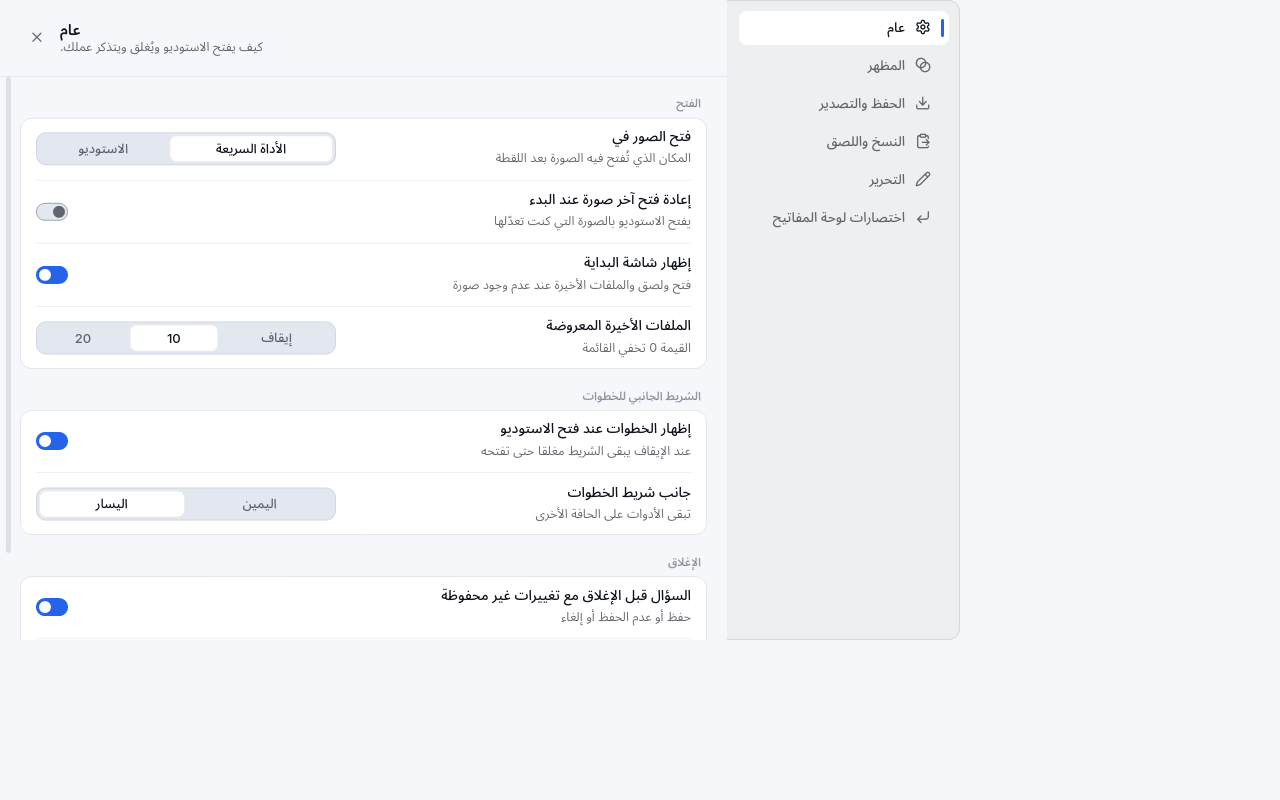 عام
المظهر
الحفظ والتصدير
النسخ واللصق
التحرير
اختصارات لوحة المفاتيح
عام
كيف يفتح الاستوديو ويُغلق ويتذكر عملك.
الفتح
فتح الصور في
المكان الذي تُفتح فيه الصورة بعد اللقطة
الأداة السريعة
الاستوديو
إعادة فتح آخر صورة عند البدء
يفتح الاستوديو بالصورة التي كنت تعدّلها
إظهار شاشة البداية
فتح ولصق والملفات الأخيرة عند عدم وجود صورة
الملفات الأخيرة المعروضة
القيمة 0 تخفي القائمة
إيقاف
10
20
الشريط الجانبي للخطوات
إظهار الخطوات عند فتح الاستوديو
عند الإيقاف يبقى الشريط مغلقا حتى تفتحه
جانب شريط الخطوات
تبقى الأدوات على الحافة الأخرى
اليمين
اليسار
الإغلاق
السؤال قبل الإغلاق مع تغييرات غير محفوظة
حفظ أو عدم الحفظ أو إلغاء